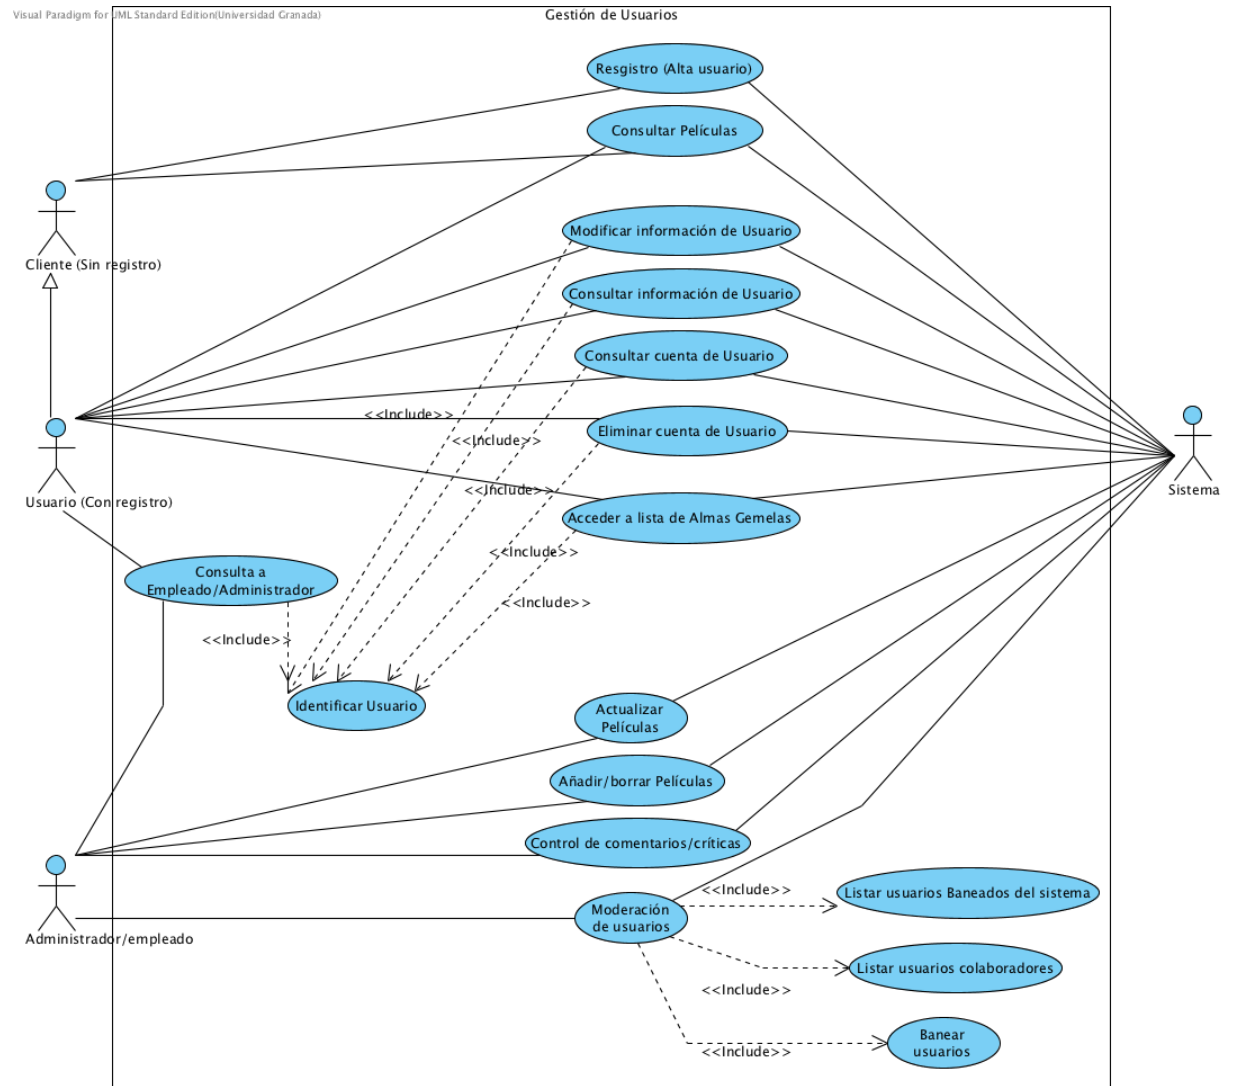 Visual Paradigm for UML Standard Edition(Universidad Granada)
Gestión de Usuarios
Resgistro (Alta usuario)
Consultar Películas
Modificar información de Usuario
Cliente (Sin registro)
Consultar información de Usuario
Consultar cuenta de Usuario
<<Include>>
Eliminar cuenta de Usuario
<<Include>>
<<Include>>
Sistema
Usuario (Con registro)
Acceder a lista de Almas Gemelas
<<Include>>
Consulta a
Empleado/Administrador
<<Include>>
<<Include>>
Identificar Usuario
Actualizar
Películas
Añadir/borrar Películas
Control de comentarios/críticas
<<Include>>
Listar usuarios Baneados del sistema
Moderación
de usuarios
Administrador/empleado
Listar usuarios colaboradores
<<Include>>
Banear
usuarios
<<Include>>